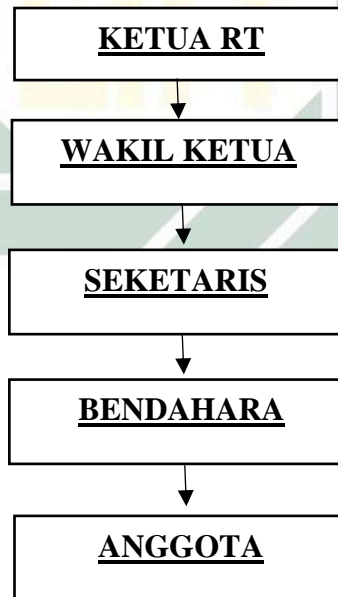 KETUA RT
WAKIL KETUA
SEKETARIS
BENDAHARA
ANGGOTA